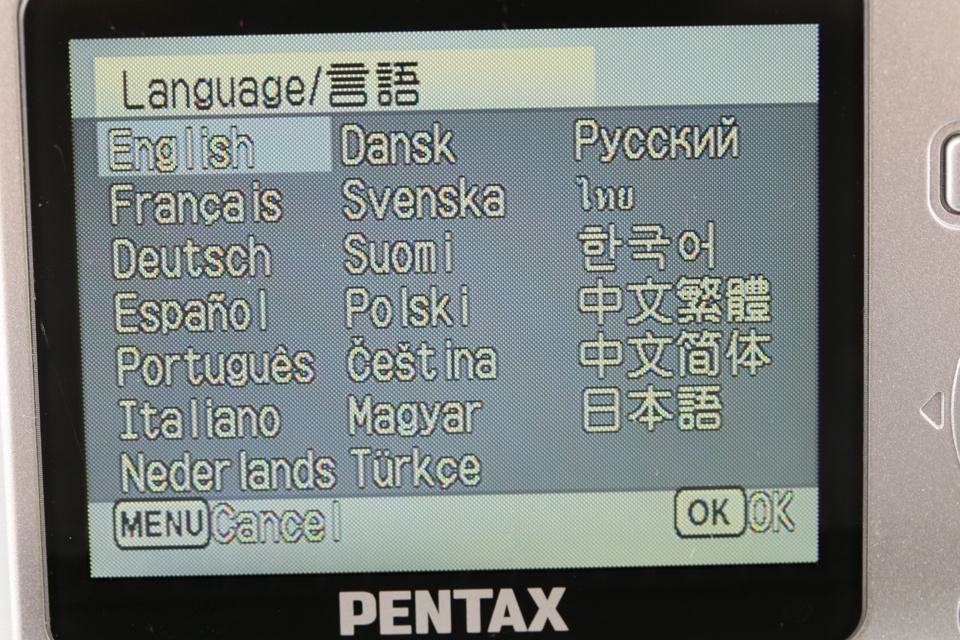 Language/言語
English Dansk Русский
Français Svenska ไทย
Deutsch Suomi 한국어
Español Polski 中文繁體
Português Čeština 中文简体
Italiano Magyar 日本語
Nederlands Türkçe
MENU Cancel OK OK
PENTAX